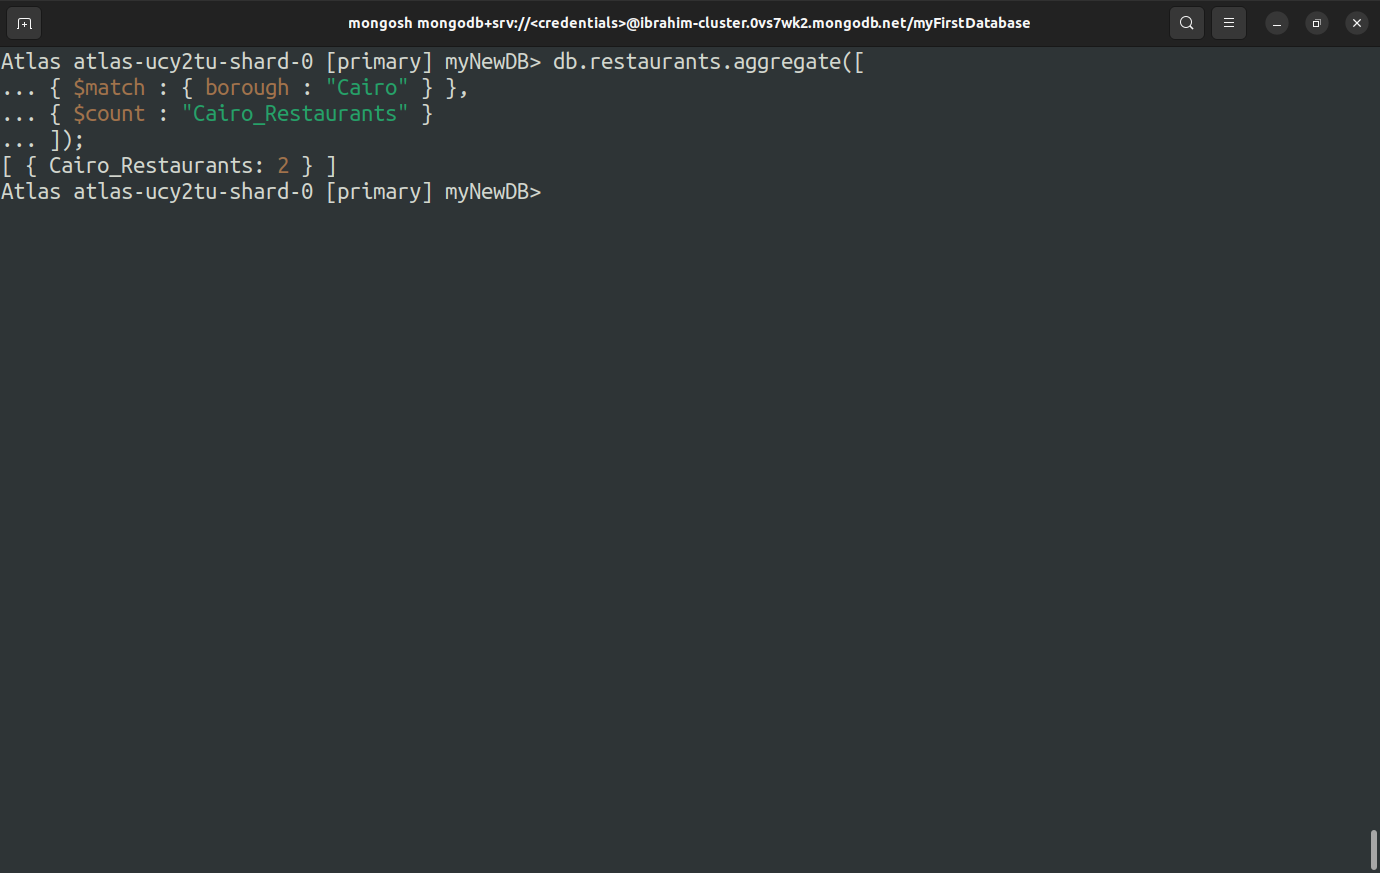 mongosh mongodb+srv://<credentials>@ibrahim-cluster.0vs7wk2.mongodb.net/myFirstDatabase
Atlas atlas-ucy2tu-shard-0 [primary] myNewDB> db.restaurants.aggregate([
... { $match : { borough : "Cairo" } },
... { $count : "Cairo_Restaurants" }
... ]);
[ { Cairo_Restaurants: 2 } ]
Atlas atlas-ucy2tu-shard-0 [primary] myNewDB>